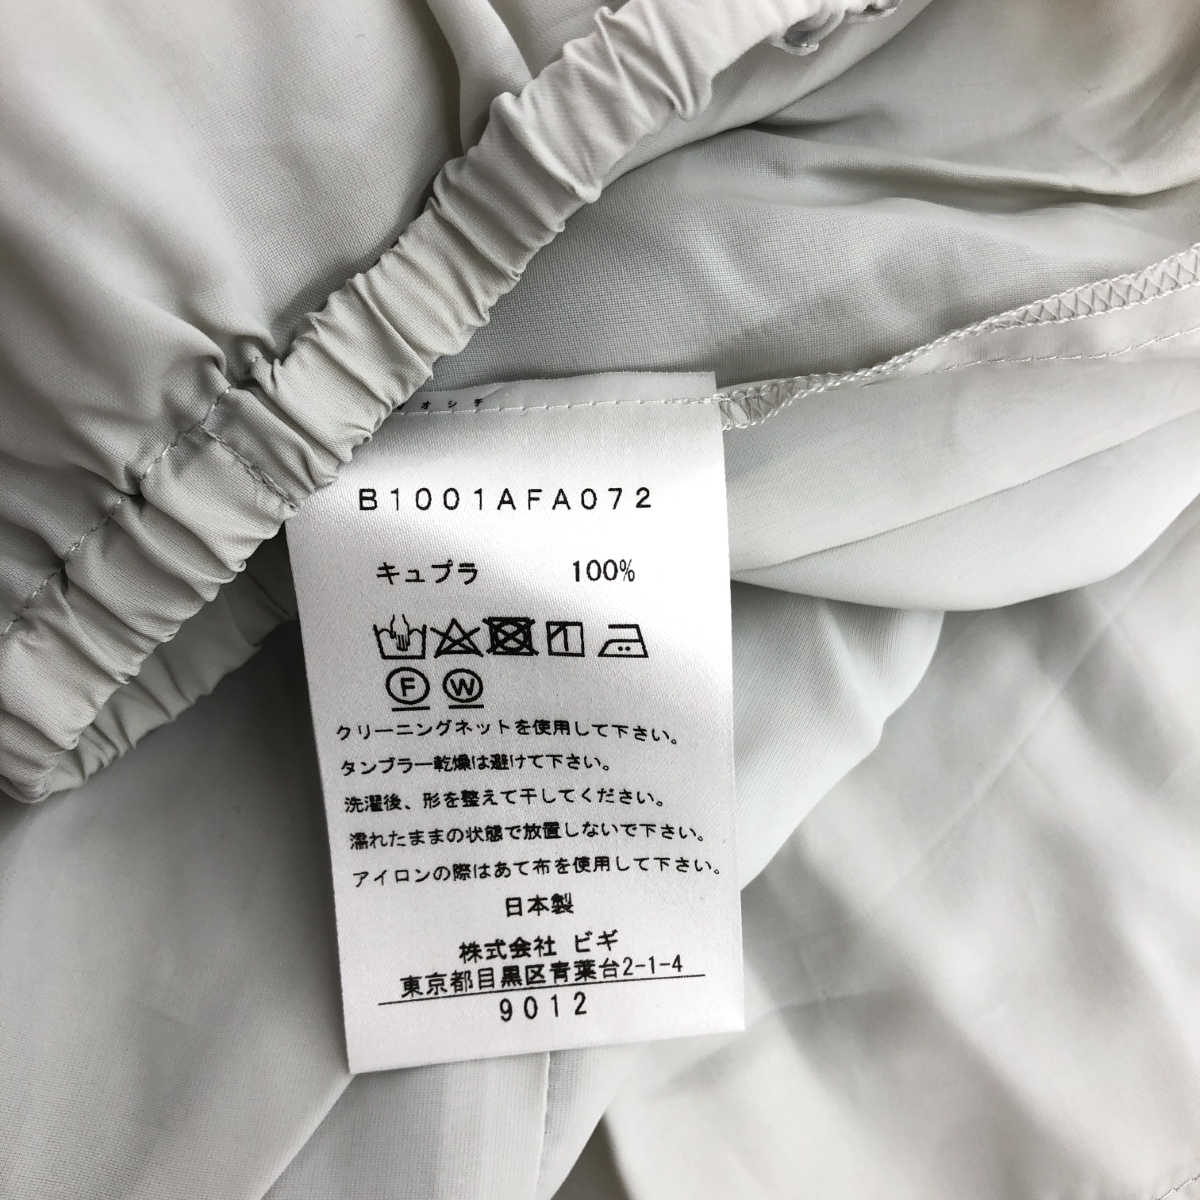 オシテ
B1001AFA072
キュプラ 100%
F W
クリーニングネットを使用して下さい。
タンブラー乾燥は避けて下さい。
洗濯後、形を整えて干してください。
濡れたままの状態で放置しないで下さい。
アイロンの際はあて布を使用して下さい。
日本製
株式会社 ビギ
東京都目黒区青葉台2-1-4
9012